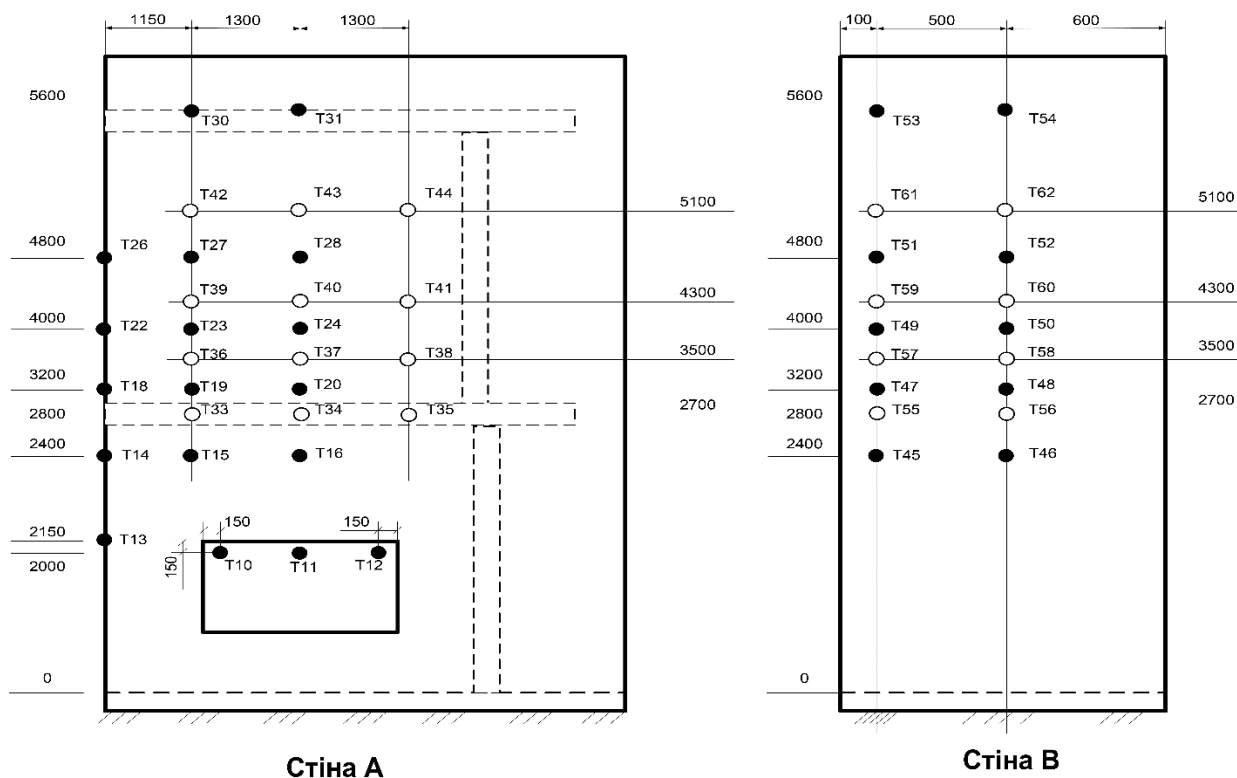 1150 1300 1300 100 500 600
5600 5600
T30 T31 T53 T54
T42 T43 T44 5100 T61 T62 5100
4800 T26 T27 T28 4800 T51 T52
T39 T40 T41 4300 T59 T60 4300
4000 T22 T23 T24 4000 T49 T50
T36 T37 T38 3500 T57 T58 3500
3200 T18 T19 T20 3200 T47 T48
2800 T33 T34 T35 2700 2800 T55 T56 2700
2400 T14 T15 T16 2400 T45 T46
2150 T13 150 150
2000 150 T10 T11 T12
0 0
Стіна А Стіна В